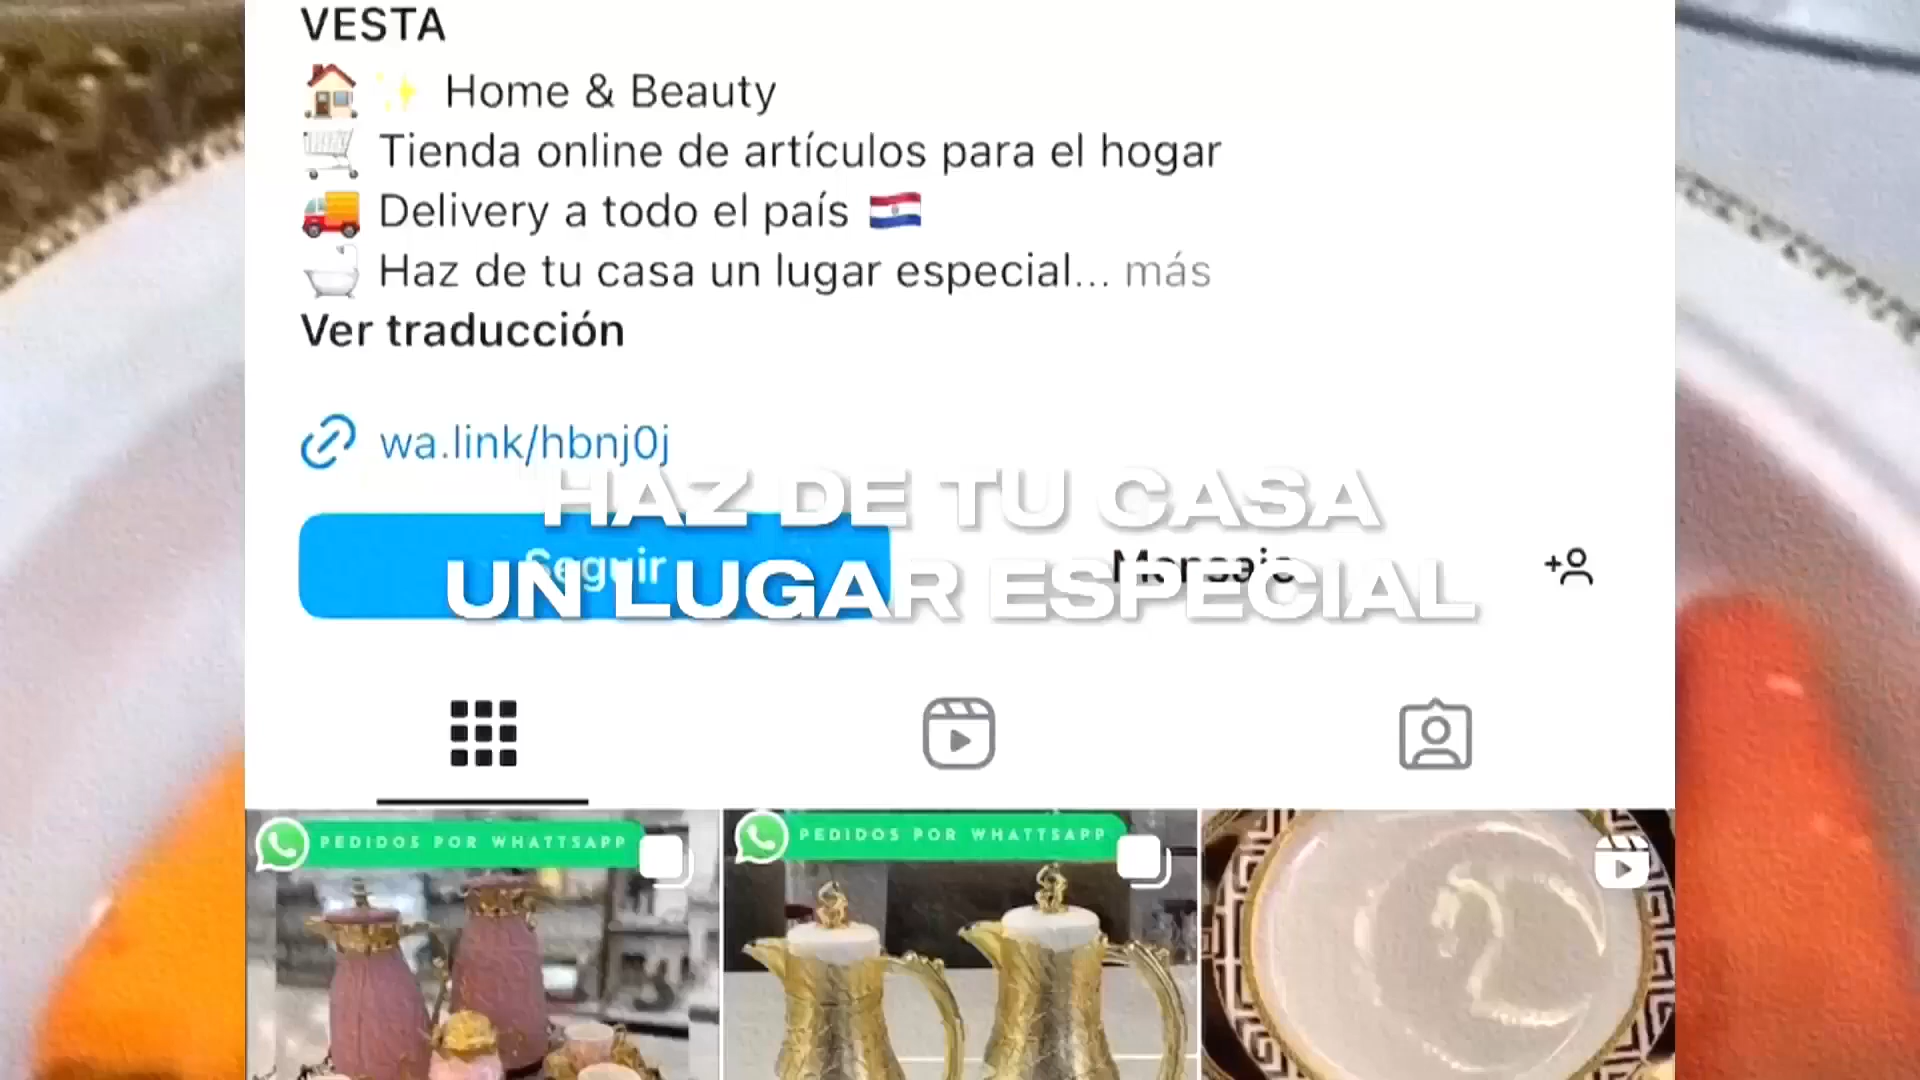 VESTA
Home & Beauty
Tienda online de artículos para el hogar
Delivery a todo el país
Haz de tu casa un lugar especial... más
Ver traducción
wa.link/hbnj0j
HAZ DE TU CASA
Seguir
Mensaje
UN LUGAR ESPECIAL
PEDIDOS POR WHATTSAPP
PEDIDOS POR WHATTSAPP